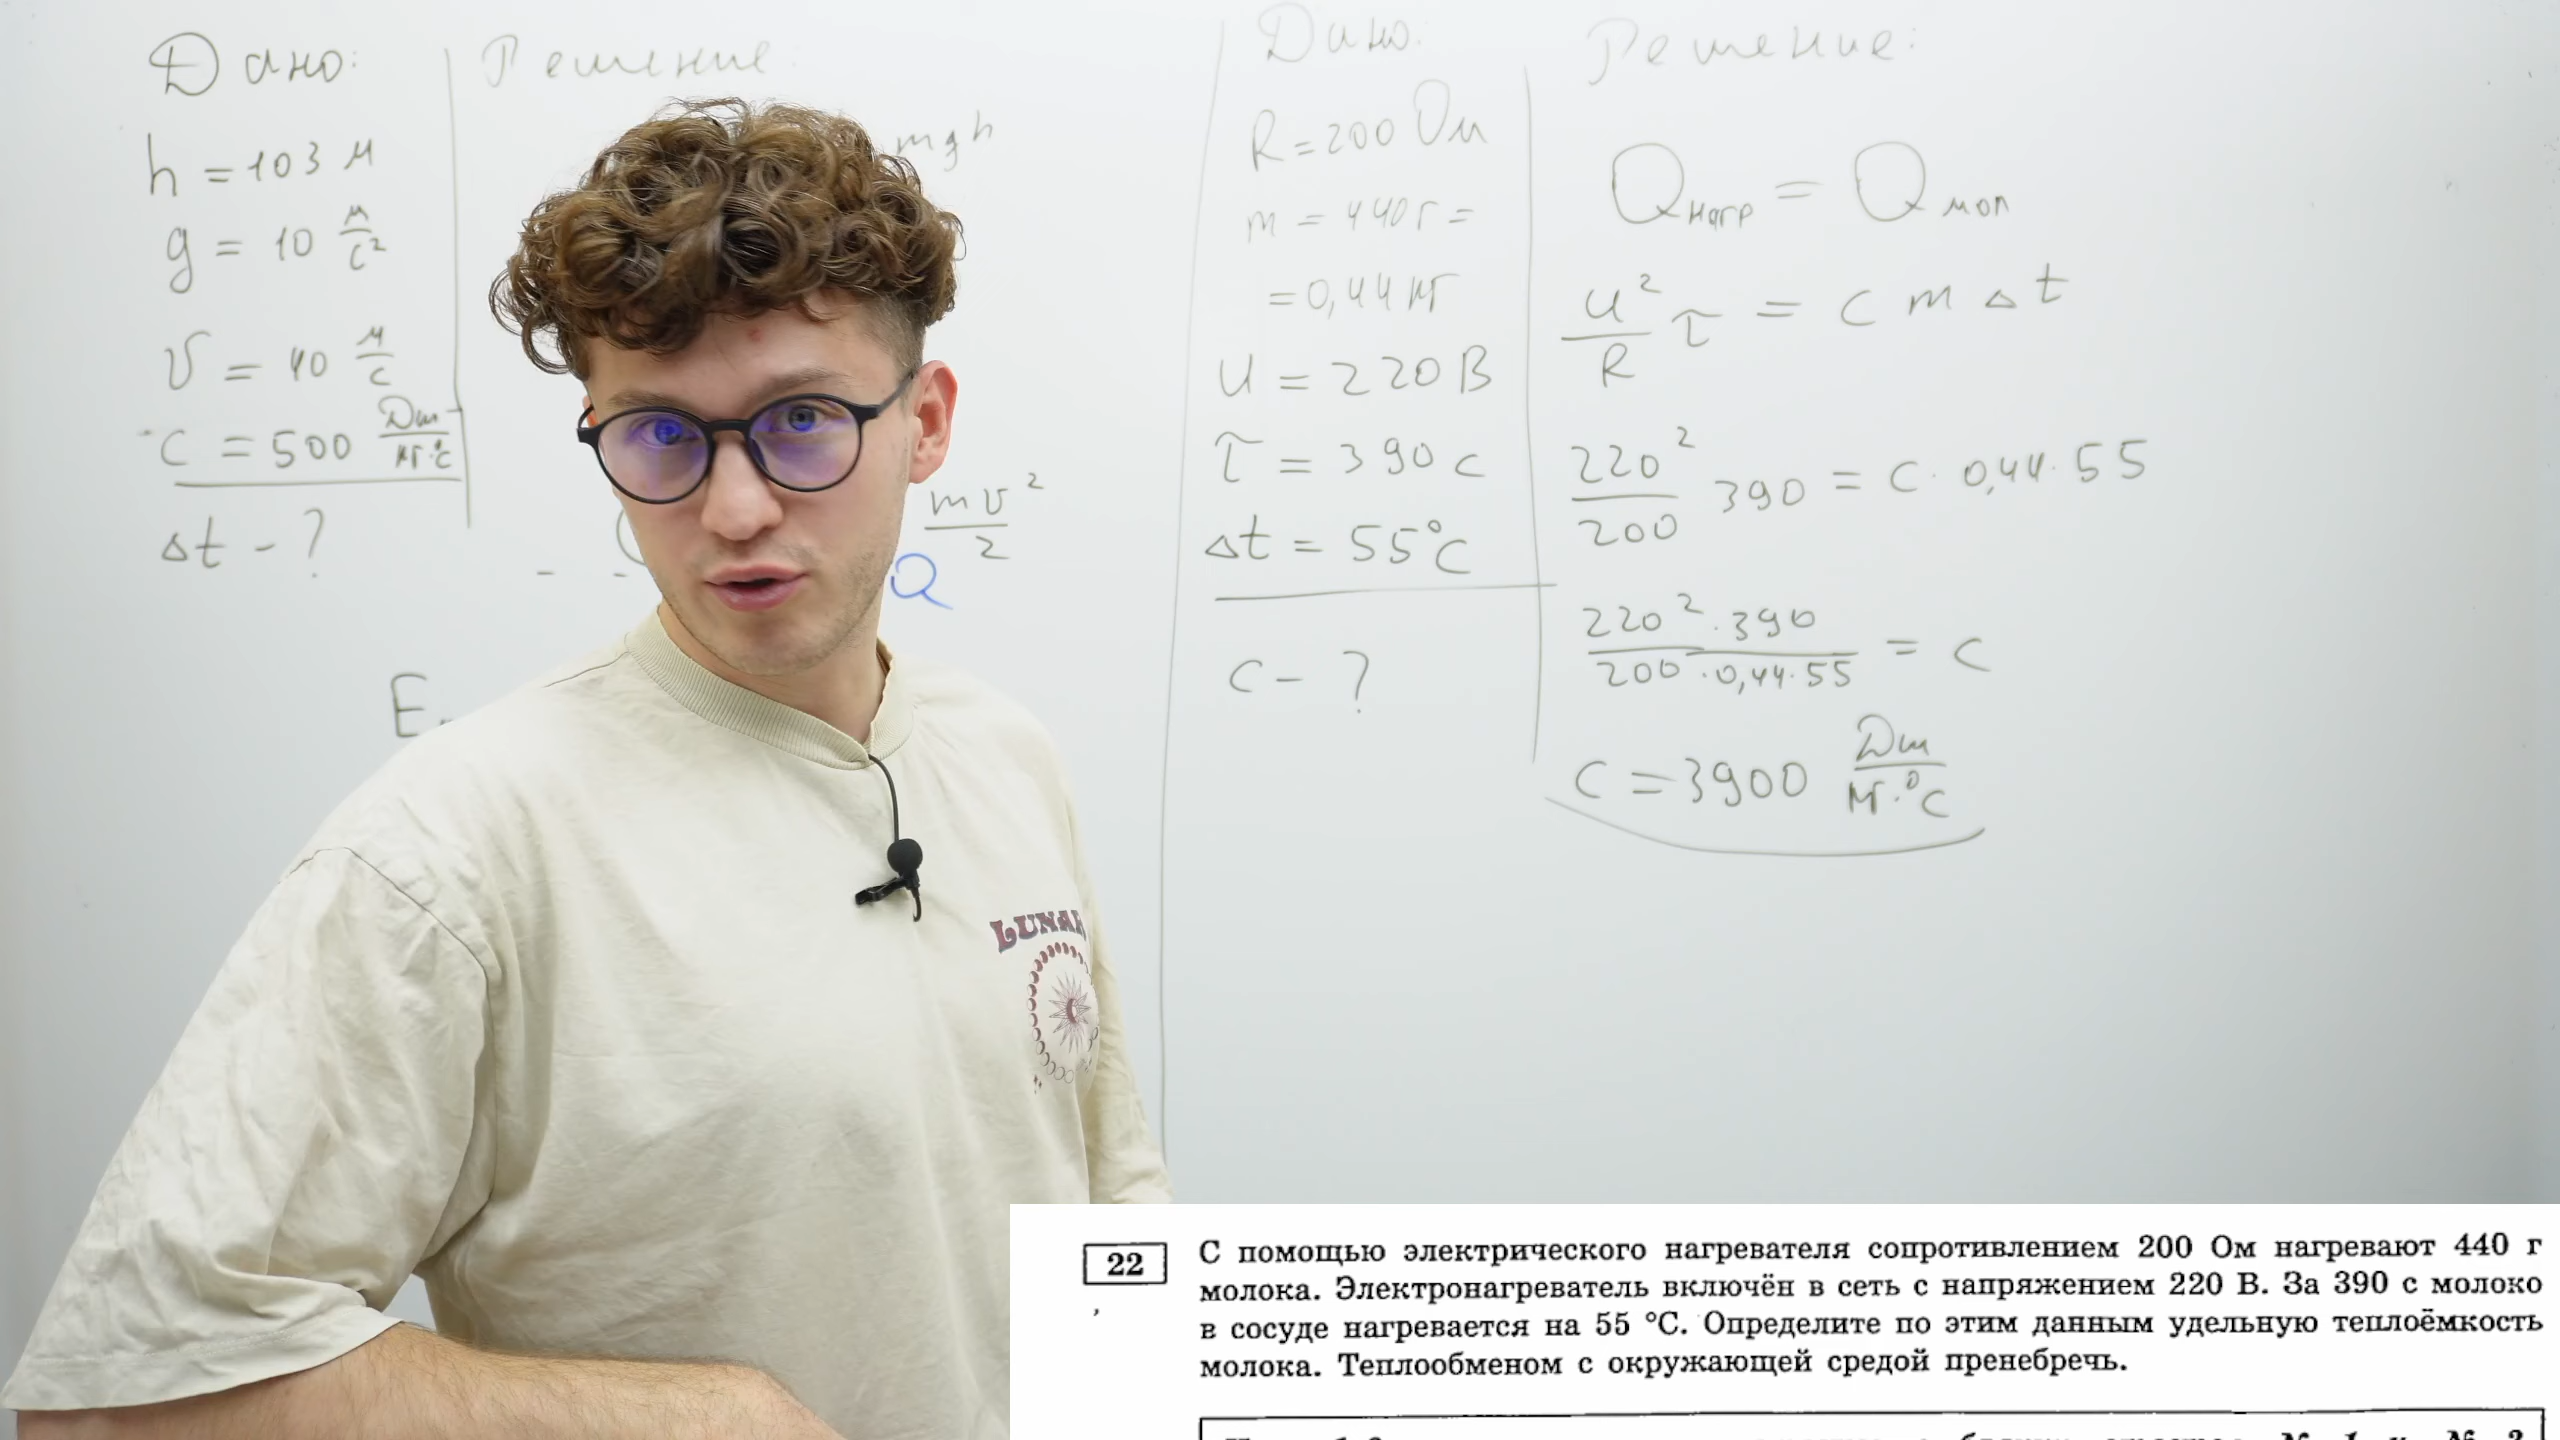 Дано:
Решение:
h = 103 м
g = 10 м/с²
v = 40 м/с
c = 500 Дж/кг·°C
Δt - ?
mgh
mv²/2
Q
E
Дано:
R = 200 Ом
m = 440 г =
= 0,44 кг
U = 220 В
τ = 390 с
Δt = 55°C
c - ?
Решение:
Qнагр = Qмол
U²/R τ = c m Δt
220²/200 390 = c · 0,44 · 55
220² · 390 / 200 · 0,44 · 55 = c
c = 3900 Дж/кг·°C
LUNAR
22
С помощью электрического нагревателя сопротивлением 200 Ом нагревают 440 г
молока. Электронагреватель включён в сеть с напряжением 220 В. За 390 с молоко
в сосуде нагревается на 55 °С. Определите по этим данным удельную теплоёмкость
молока. Теплообменом с окружающей средой пренебречь.